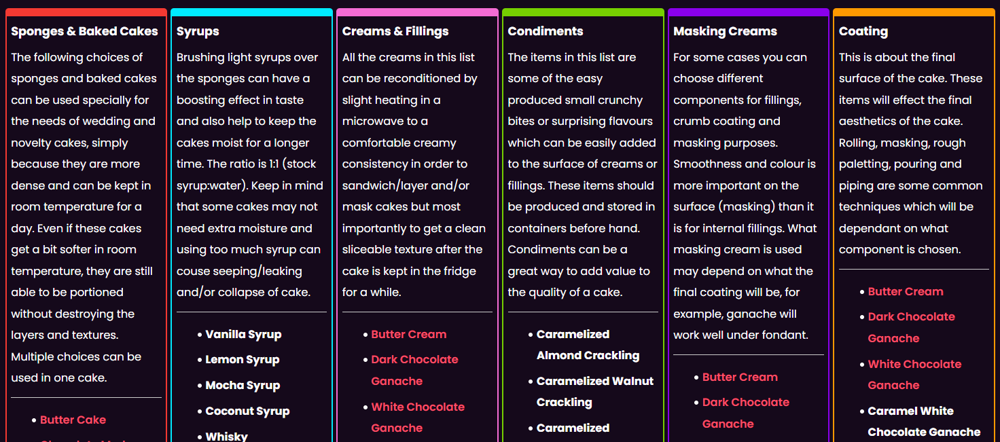 Sponges & Baked Cakes
The following choices of
sponges and baked cakes
can be used specially for
the needs of wedding and
novelty cakes, simply
because they are more
dense and can be kept in
room temperature for a
day. Even if these cakes
get a bit softer in room
temperature, they are still
able to be portioned
without destroying the
layers and textures.
Multiple choices can be
used in one cake.
Butter Cake
Syrups
Brushing light syrups over
the sponges can have a
boosting effect in taste
and also help to keep the
cakes moist for a longer
time. The ratio is 1:1 (stock
syrup:water). Keep in mind
that some cakes may not
need extra moisture and
using too much syrup can
couse seeping/leaking
and/or collapse of cake.
Vanilla Syrup
Lemon Syrup
Mocha Syrup
Coconut Syrup
Whisky
Creams & Fillings
All the creams in this list
can be reconditioned by
slight heating in a
microwave to a
comfortable creamy
consistency in order to
sandwich/layer and/or
mask cakes but most
importantly to get a clean
sliceable texture after the
cake is kept in the fridge
for a while.
Butter Cream
Dark Chocolate
Ganache
White Chocolate
Ganache
Condiments
The items in this list are
some of the easy
produced small crunchy
bites or surprising flavours
which can be easily added
to the surface of creams or
fillings. These items should
be produced and stored in
containers before hand.
Condiments can be a
great way to add value to
the quality of a cake.
Caramelized
Almond Crackling
Caramelized Walnut
Crackling
Caramelized
Masking Creams
For some cases you can
choose different
components for fillings,
crumb coating and
masking purposes.
Smoothness and colour is
more important on the
surface (masking) than it
is for internal fillings. What
masking cream is used
may depend on what the
final coating will be, for
example, ganache will
work well under fondant.
Butter Cream
Dark Chocolate
Ganache
Coating
This is about the final
surface of the cake. These
items will effect the final
aesthetics of the cake.
Rolling, masking, rough
paletting, pouring and
piping are some common
techniques which will be
dependant on what
component is chosen.
Butter Cream
Dark Chocolate
Ganache
White Chocolate
Ganache
Caramel White
Chocolate Ganache